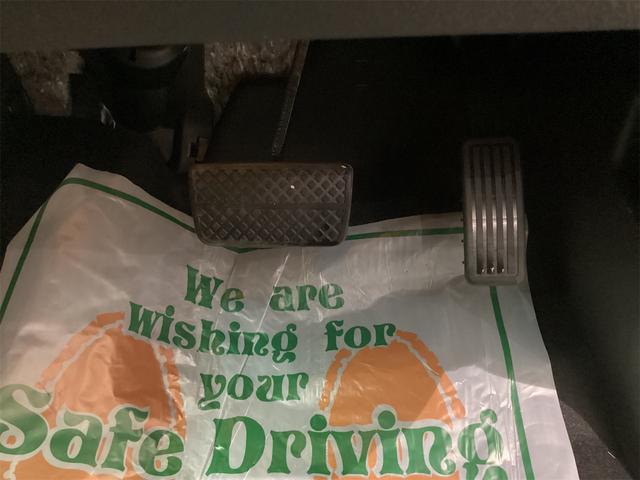 We are
wishing for
your
Safe Driving